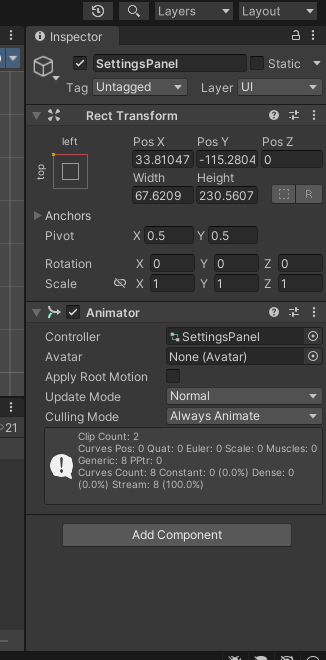 Layers Layout
Inspector
SettingsPanel Static
Tag Untagged Layer UI
Rect Transform
left
top
Pos X Pos Y Pos Z
33.81047 -115.2804 0
Width Height
67.6209 230.5607 R
Anchors
Pivot X 0.5 Y 0.5
Rotation X 0 Y 0 Z 0
Scale X 1 Y 1 Z 1
Animator
Controller SettingsPanel
Avatar None (Avatar)
Apply Root Motion
Update Mode Normal
Culling Mode Always Animate
21
Clip Count: 2
Curves Pos: 0 Quat: 0 Euler: 0 Scale: 0 Muscles: 0
Generic: 8 PPtr: 0
Curves Count: 8 Constant: 0 (0.0%) Dense: 0
(0.0%) Stream: 8 (100.0%)
Add Component